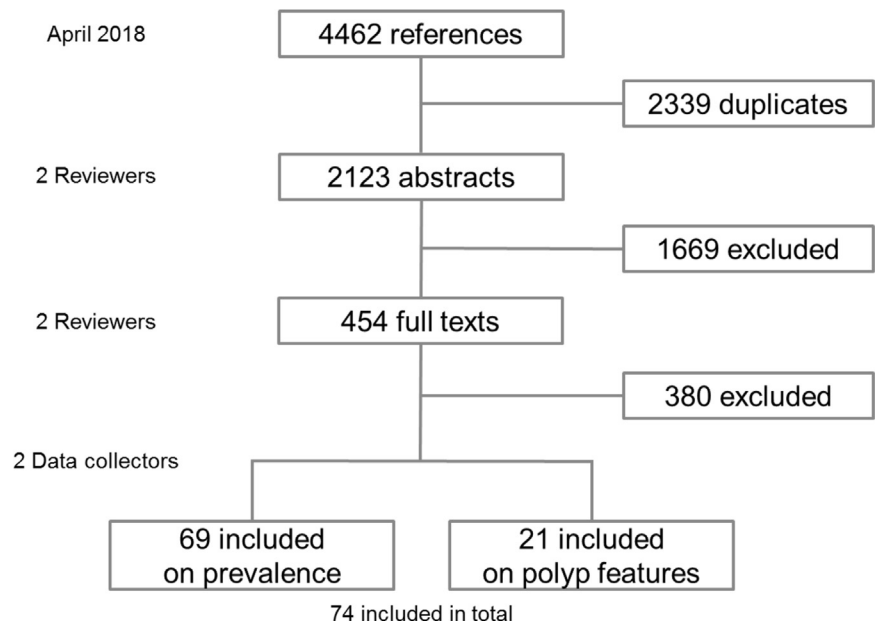 April 2018
4462 references
2339 duplicates
2 Reviewers
2123 abstracts
1669 excluded
2 Reviewers
454 full texts
380 excluded
2 Data collectors
69 included
on prevalence
21 included
on polyp features
74 included in total